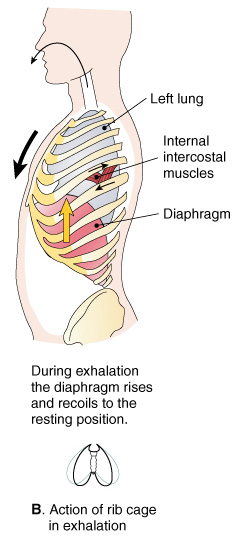 Left lung
Internal
intercostal
muscles
Diaphragm
During exhalation
the diaphragm rises
and recoils to the
resting position.
B. Action of rib cage
in exhalation